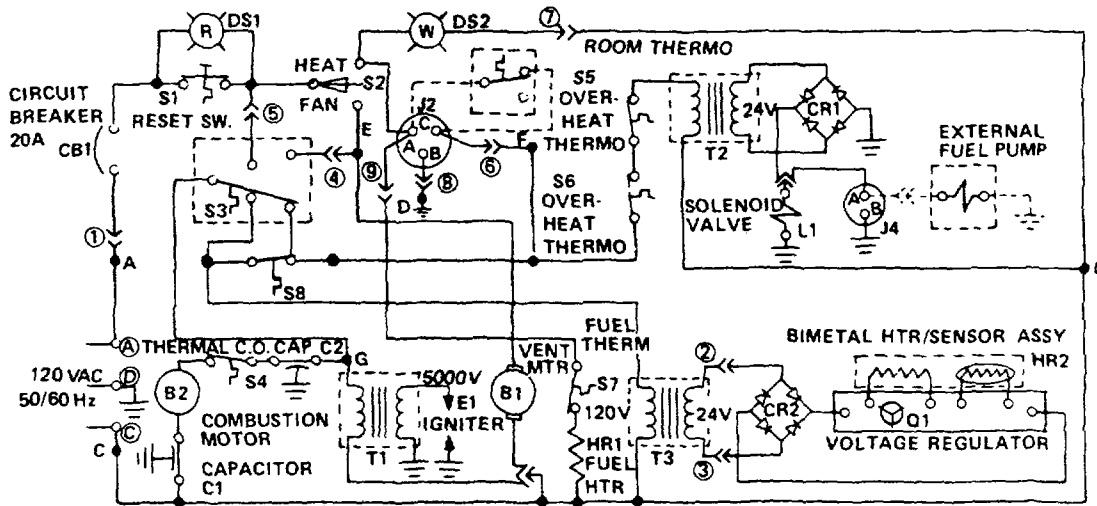 R DS1
W DS2 7
ROOM THERMO
HEAT
S2
FAN
S1
RESET SW.
5
CIRCUIT
BREAKER
20A
CB1
E
J2
C
A
B
S5
OVER-
HEAT
THERMO
F
6
4
9
8
D
S6
OVER-
HEAT
THERMO
24V
CR1
T2
EXTERNAL
FUEL PUMP
SOLENOID
VALVE
L1
A
B
J4
S3
1
A
S8
A THERMAL C.O. CAP C2 G
S4
120 VAC
50/60 Hz
D
B2
COMBUSTION
MOTOR
C
C
CAPACITOR
C1
5000V
E1
IGNITER
T1
VENT
MTR
B1
FUEL
THERM
S7
120V
HR1
FUEL
HTR
24V
T3
2
3
CR2
BIMETAL HTR/SENSOR ASSY
HR2
Q1
VOLTAGE REGULATOR